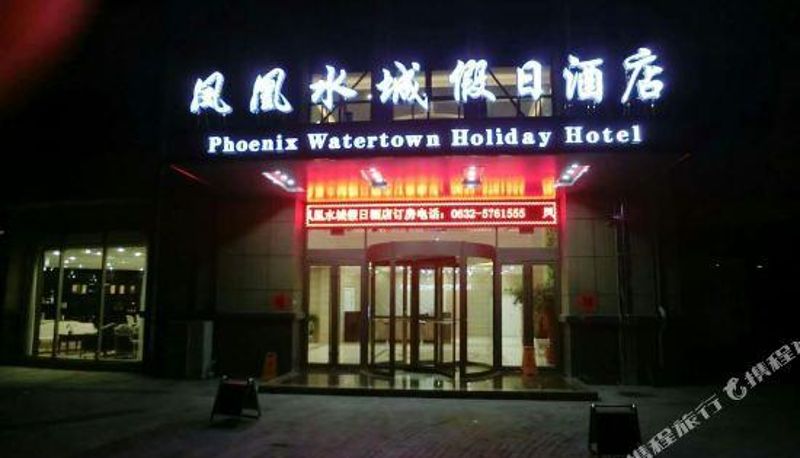 凤凰水城假日酒店
Phoenix Watertown Holiday Hotel
凰水城假日酒店订房电话：0632-5761555 凤
携程旅行